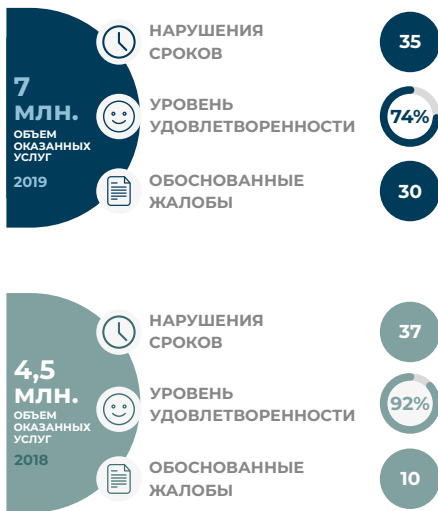 7
МЛН.
ОБЪЕМ
ОКАЗАННЫХ
УСЛУГ
2019
НАРУШЕНИЯ
СРОКОВ
35
УРОВЕНЬ
УДОВЛЕТВОРЕННОСТИ
74%
ОБОСНОВАННЫЕ
ЖАЛОБЫ
30
4,5
МЛН.
ОБЪЕМ
ОКАЗАННЫХ
УСЛУГ
2018
НАРУШЕНИЯ
СРОКОВ
37
УРОВЕНЬ
УДОВЛЕТВОРЕННОСТИ
92%
ОБОСНОВАННЫЕ
ЖАЛОБЫ
10